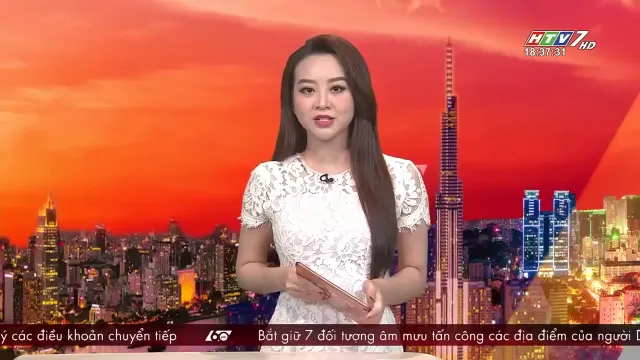 HTV7 HD
18:37:31
ý các điều khoản chuyển tiếp 60 Bắt giữ 7 đối tượng âm mưu tấn công các địa điểm của người